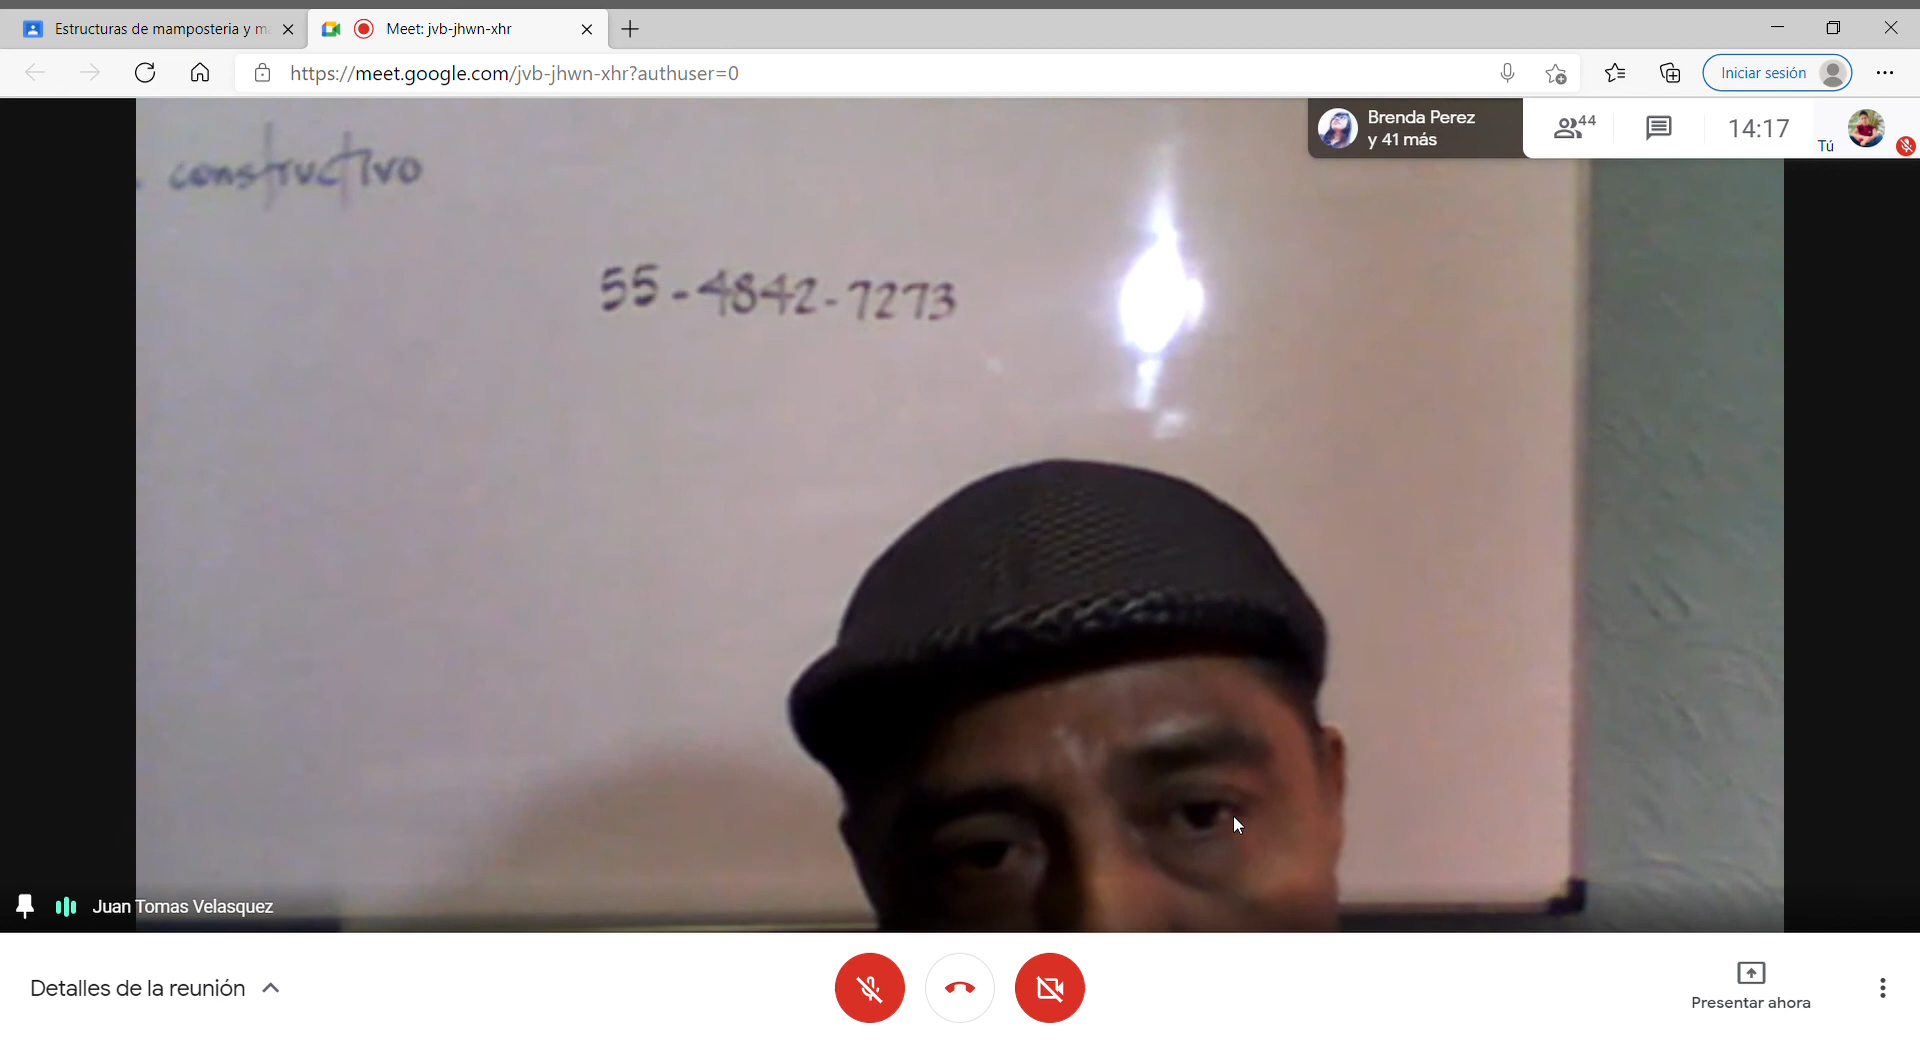 Estructuras de mamposteria y m
Meet: jvb-jhwn-xhr
https://meet.google.com/jvb-jhwn-xhr?authuser=0
Iniciar sesión
Brenda Perez
y 41 más
44
14:17
Tú
. constructivo
55-4842-7273
Juan Tomas Velasquez
Detalles de la reunión
Presentar ahora